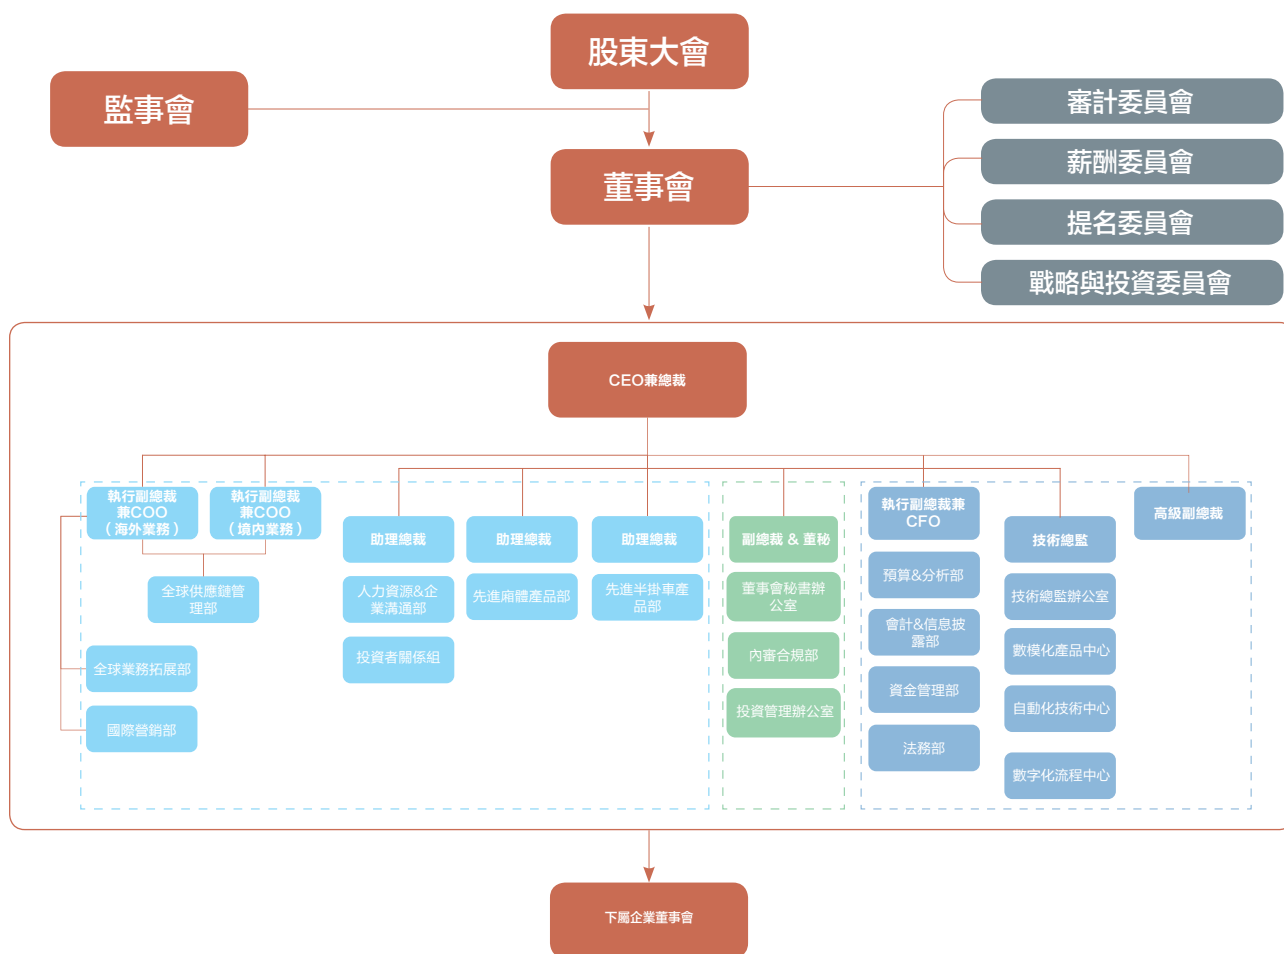 股東大會
監事會
董事會
審計委員會
薪酬委員會
提名委員會
戰略與投資委員會
CEO兼總裁
執行副總裁
兼COO
（海外業務）
執行副總裁
兼COO
（境內業務）
全球供應鏈管
理部
全球業務拓展部
國際營銷部
助理總裁
人力資源&企
業溝通部
投資者關係組
助理總裁
先進廂體產品部
助理總裁
先進半掛車產
品部
副總裁 & 董秘
董事會秘書辦
公室
內審合規部
投資管理辦公室
執行副總裁兼
CFO
預算&分析部
會計&信息披
露部
資金管理部
法務部
技術總監
技術總監辦公室
數模化產品中心
自動化技術中心
數字化流程中心
高級副總裁
下屬企業董事會